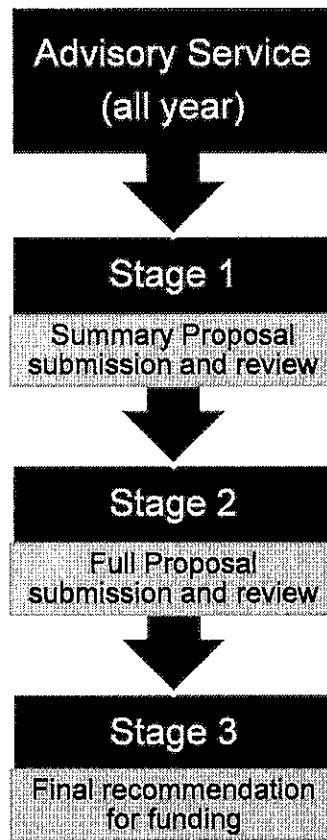 Advisory Service
(all year)
Stage 1
Summary Proposal
submission and review
Stage 2
Full Proposal
submission and review
Stage 3
Final recommendation
for funding